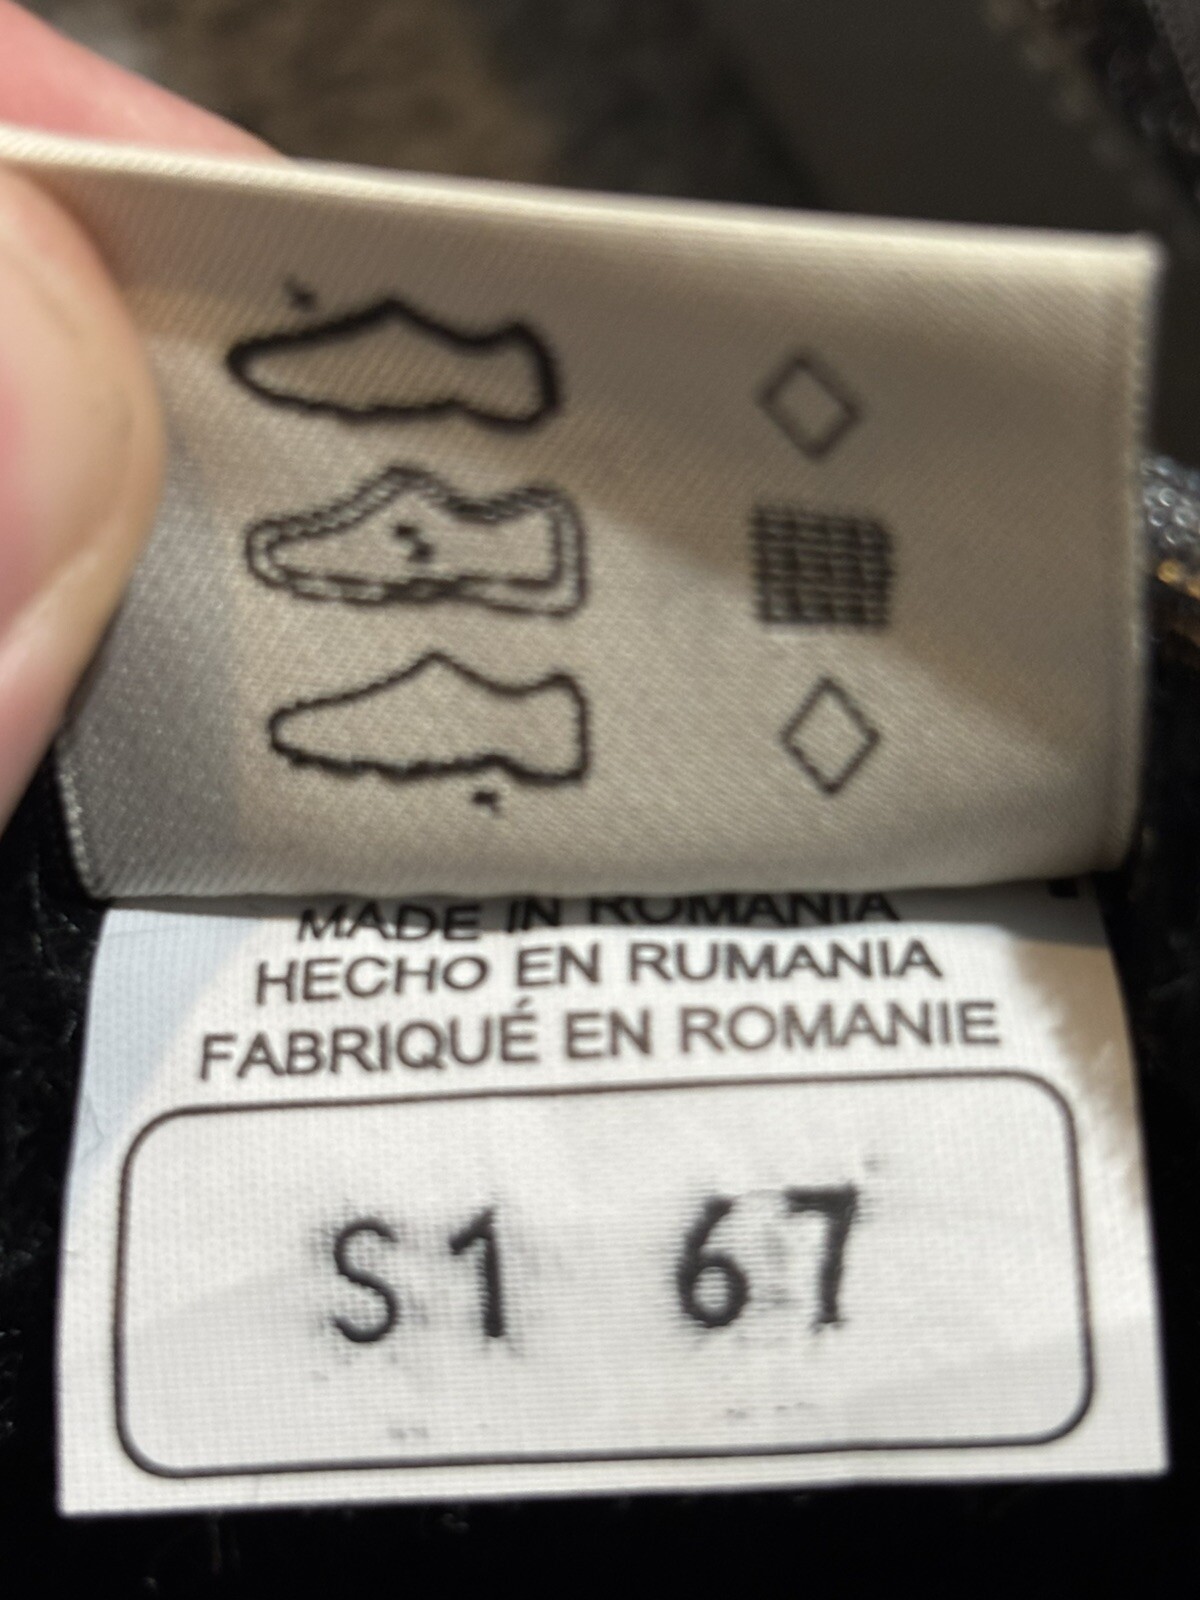 MADE IN ROMANIA
HECHO EN RUMANIA
FABRIQUÉ EN ROMANIE
S1 67